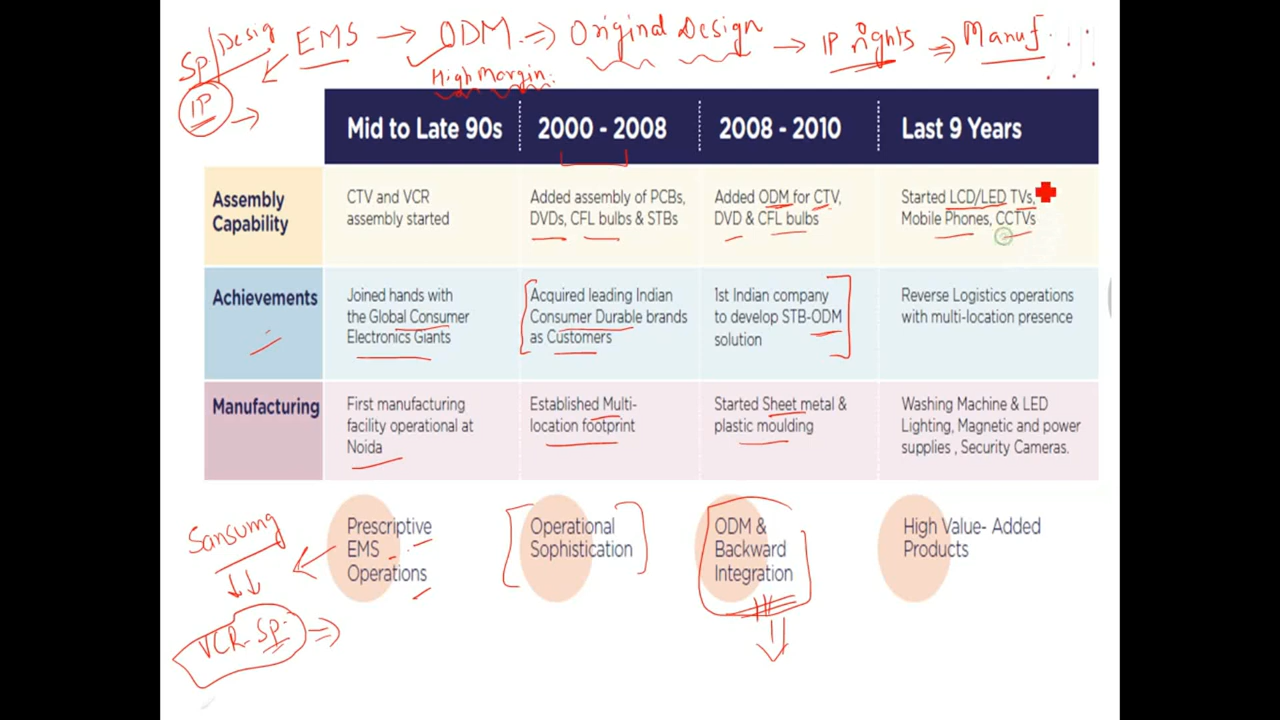 Sp/Design EMS → ODM ⇒ Original Design → IP rights ⇒ Manuf...
High Margin
IP →
Mid to Late 90s 2000 - 2008 2008 - 2010 Last 9 Years
Assembly Capability
CTV and VCR
assembly started
Added assembly of PCBs,
DVDs, CFL bulbs & STBs
Added ODM for CTV,
DVD & CFL bulbs
Started LCD/LED TVs,
Mobile Phones, CCTVs
Achievements
Joined hands with
the Global Consumer
Electronics Giants
Acquired leading Indian
Consumer Durable brands
as Customers
1st Indian company
to develop STB-ODM
solution
Reverse Logistics operations
with multi-location presence
Manufacturing
First manufacturing
facility operational at
Noida
Established Multi-
location footprint
Started Sheet metal &
plastic moulding
Washing Machine & LED
Lighting, Magnetic and power
supplies , Security Cameras.
Sansumg
VCR-Sp. ⇒
Prescriptive
EMS
Operations
Operational
Sophistication
ODM &
Backward
Integration
High Value- Added
Products